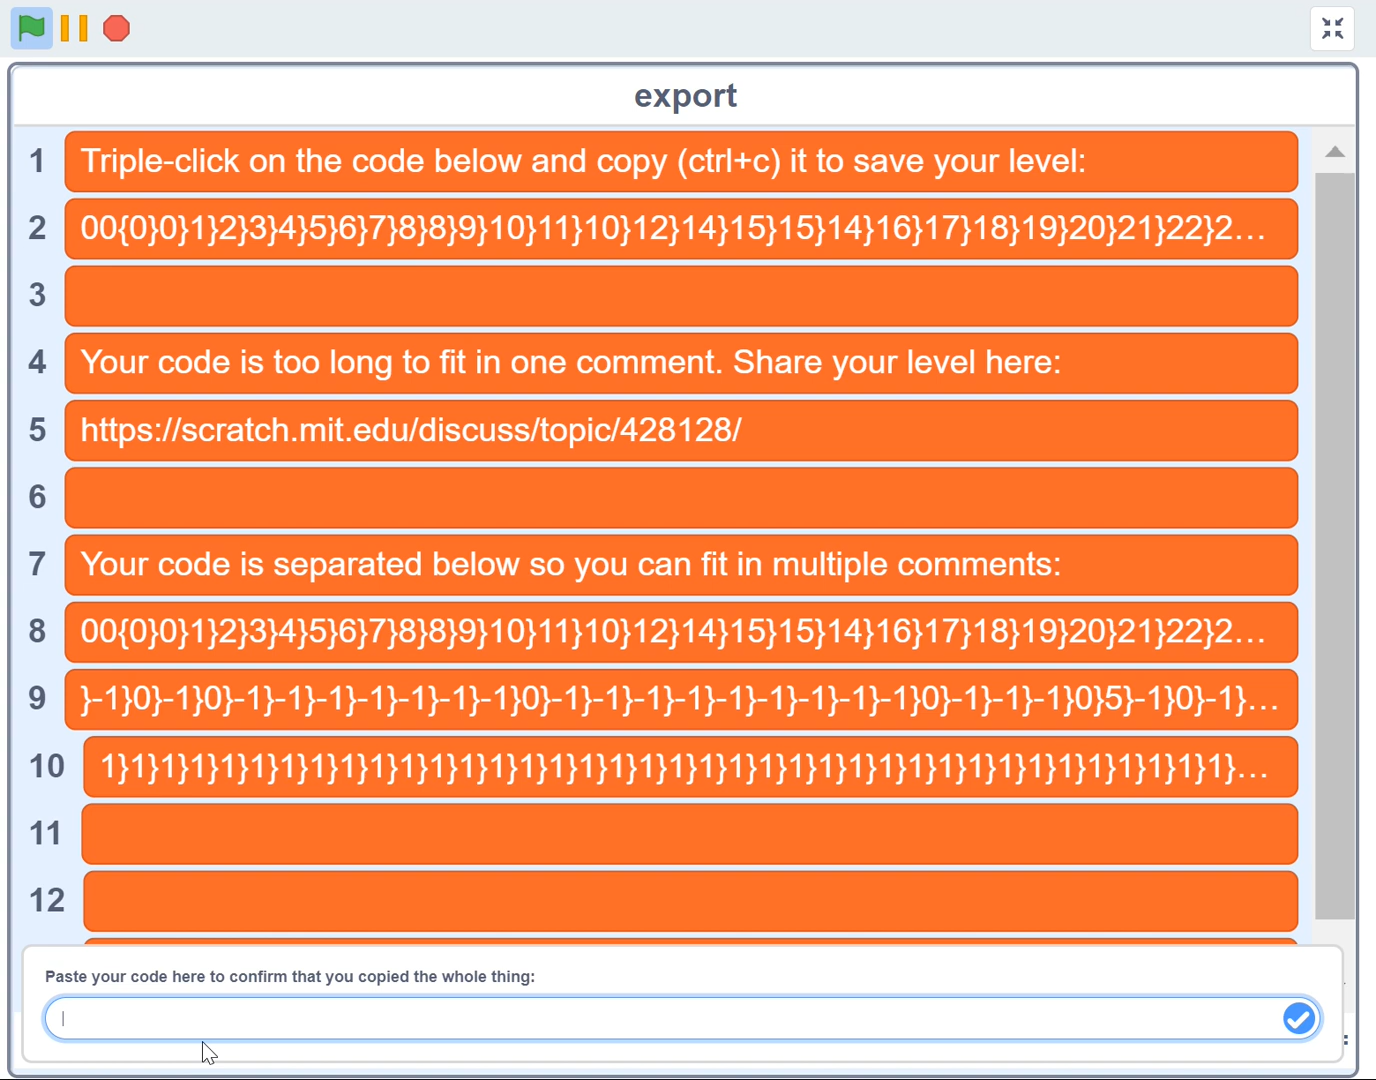 export
1 Triple-click on the code below and copy (ctrl+c) it to save your level:
2 00{0}0}1}2}3}4}5}6}7}8}8}9}10}11}10}12}14}15}15}14}16}17}18}19}20}21}22}2...
3
4 Your code is too long to fit in one comment. Share your level here:
5 https://scratch.mit.edu/discuss/topic/428128/
6
7 Your code is separated below so you can fit in multiple comments:
8 00{0}0}1}2}3}4}5}6}7}8}8}9}10}11}10}12}14}15}15}14}16}17}18}19}20}21}22}2...
9 }-1}0}-1}0}-1}-1}-1}-1}-1}-1}-1}0}-1}-1}-1}-1}-1}-1}-1}-1}-1}0}-1}-1}-1}0}5}-1}0}-1}...
10 1}1}1}1}1}1}1}1}1}1}1}1}1}1}1}1}1}1}1}1}1}1}1}1}1}1}1}1}1}1}1}1}1}1}1}1}1}1}...
11
12
Paste your code here to confirm that you copied the whole thing: